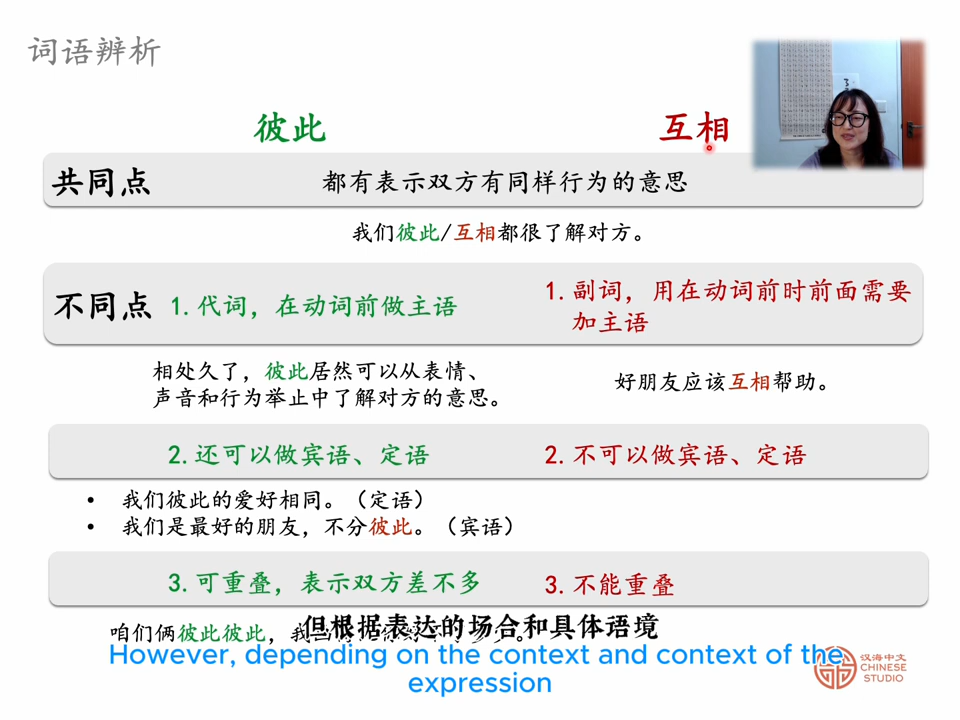 词语辨析
彼此
互相
共同点
都有表示双方有同样行为的意思
我们彼此/互相都很了解对方。
不同点
1.代词，在动词前做主语
1.副词，用在动词前时前面需要
加主语
相处久了，彼此居然可以从表情、
声音和行为举止中了解对方的意思。
好朋友应该互相帮助。
2.还可以做宾语、定语
2.不可以做宾语、定语
• 我们彼此的爱好相同。（定语）
• 我们是最好的朋友，不分彼此。（宾语）
3.可重叠，表示双方差不多
3.不能重叠
咱们俩彼此彼此，我
但根据表达的场合和具体语境
However, depending on the context and context of the
expression
汉海中文
CHINESE
STUDIO